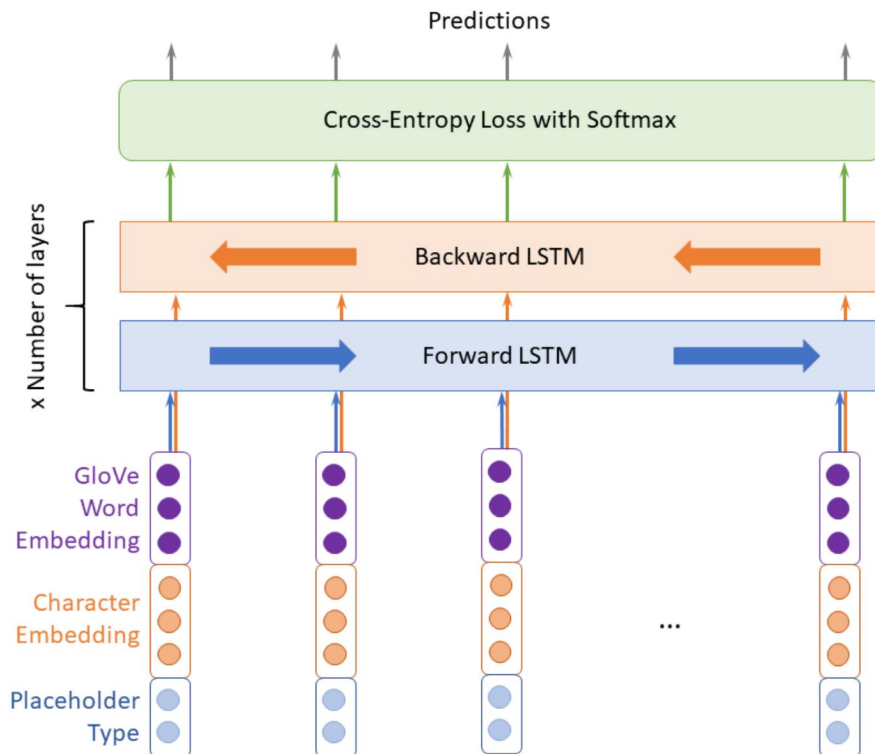 Predictions
Cross-Entropy Loss with Softmax
x Number of layers
Backward LSTM
Forward LSTM
GloVe
Word
Embedding
Character
Embedding
...
Placeholder
Type